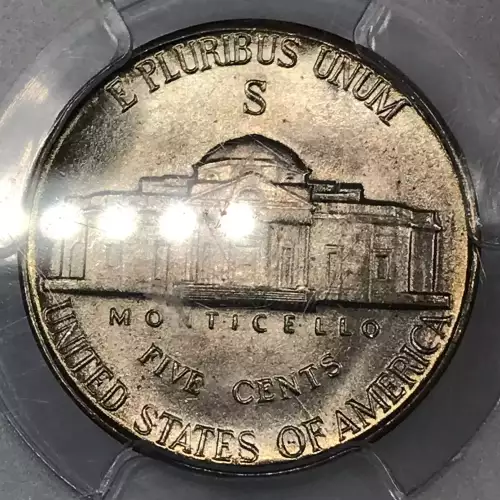 E PLURIBUS UNUM
S
MONTICELLO
FIVE CENTS
UNITED STATES OF AMERICA